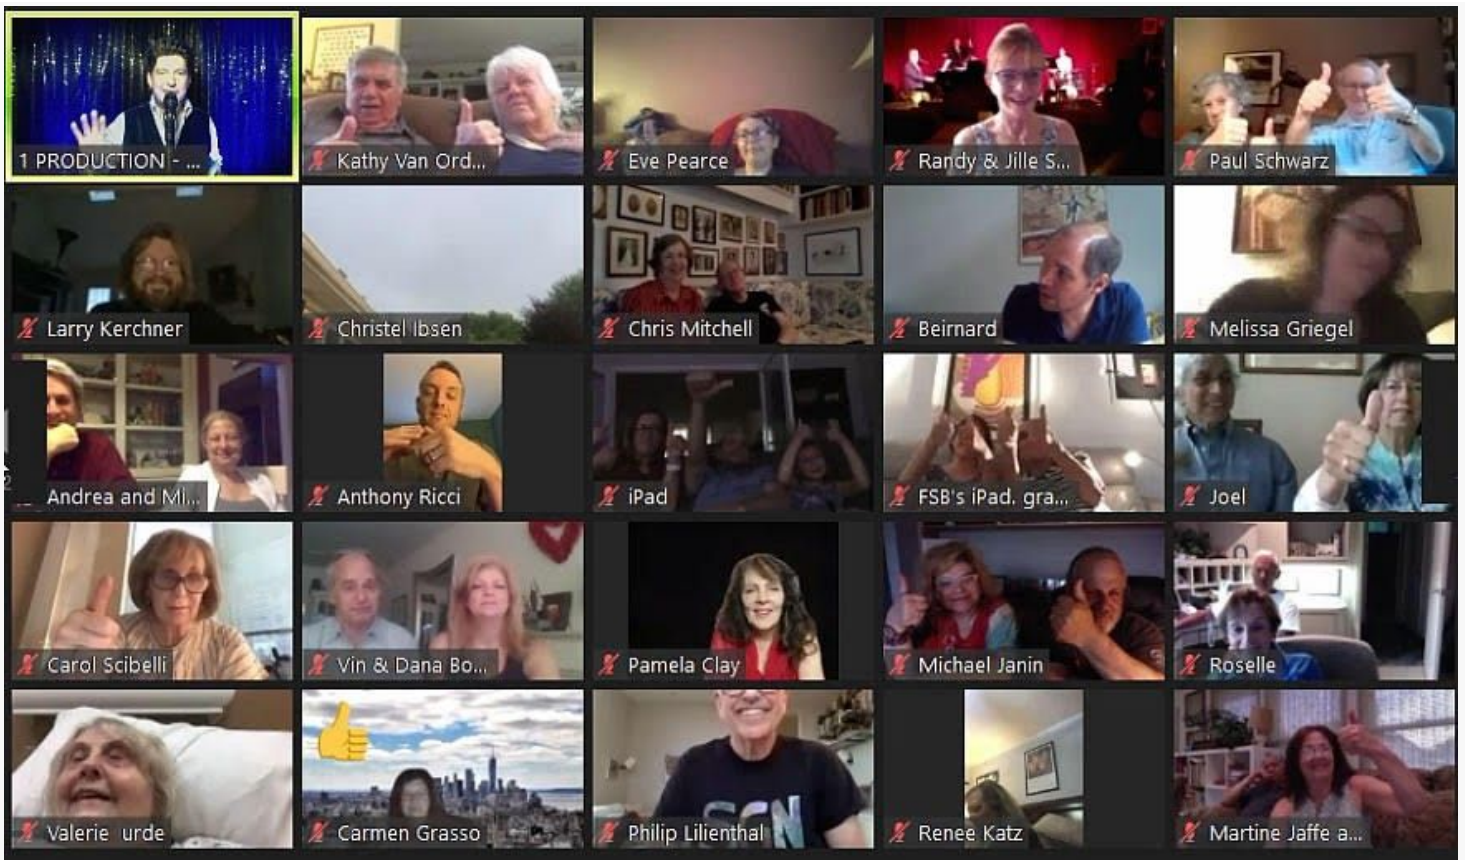 1 PRODUCTION - ...
Kathy Van Ord...
Eve Pearce
Randy & Jille S...
Paul Schwarz
Larry Kerchner
Christel Ibsen
Chris Mitchell
Beirnard
Melissa Griegel
Andrea and Mi...
Anthony Ricci
iPad
FSB's iPad. gra...
Joel
Carol Scibelli
Vin & Dana Bo...
Pamela Clay
Michael Janin
Roselle
Valerie urde
Carmen Grasso
Philip Lilienthal
Renee Katz
Martine Jaffe a...